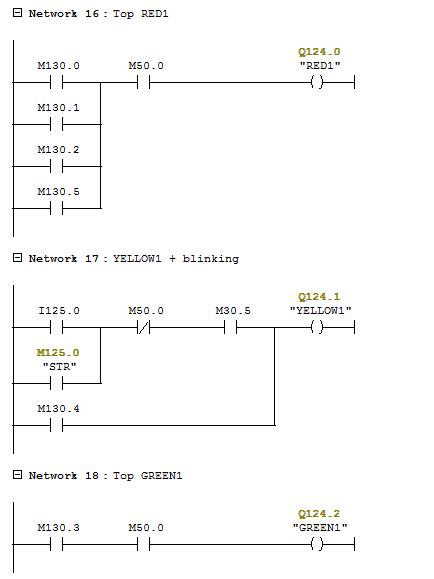 Network 16 : Top RED1
Q124.0
M130.0 M50.0 "RED1"
M130.1
M130.2
M130.5
Network 17 : YELLOW1 + blinking
Q124.1
I125.0 M50.0 M30.5 "YELLOW1"
M125.0
"STR"
M130.4
Network 18 : Top GREEN1
Q124.2
M130.3 M50.0 "GREEN1"